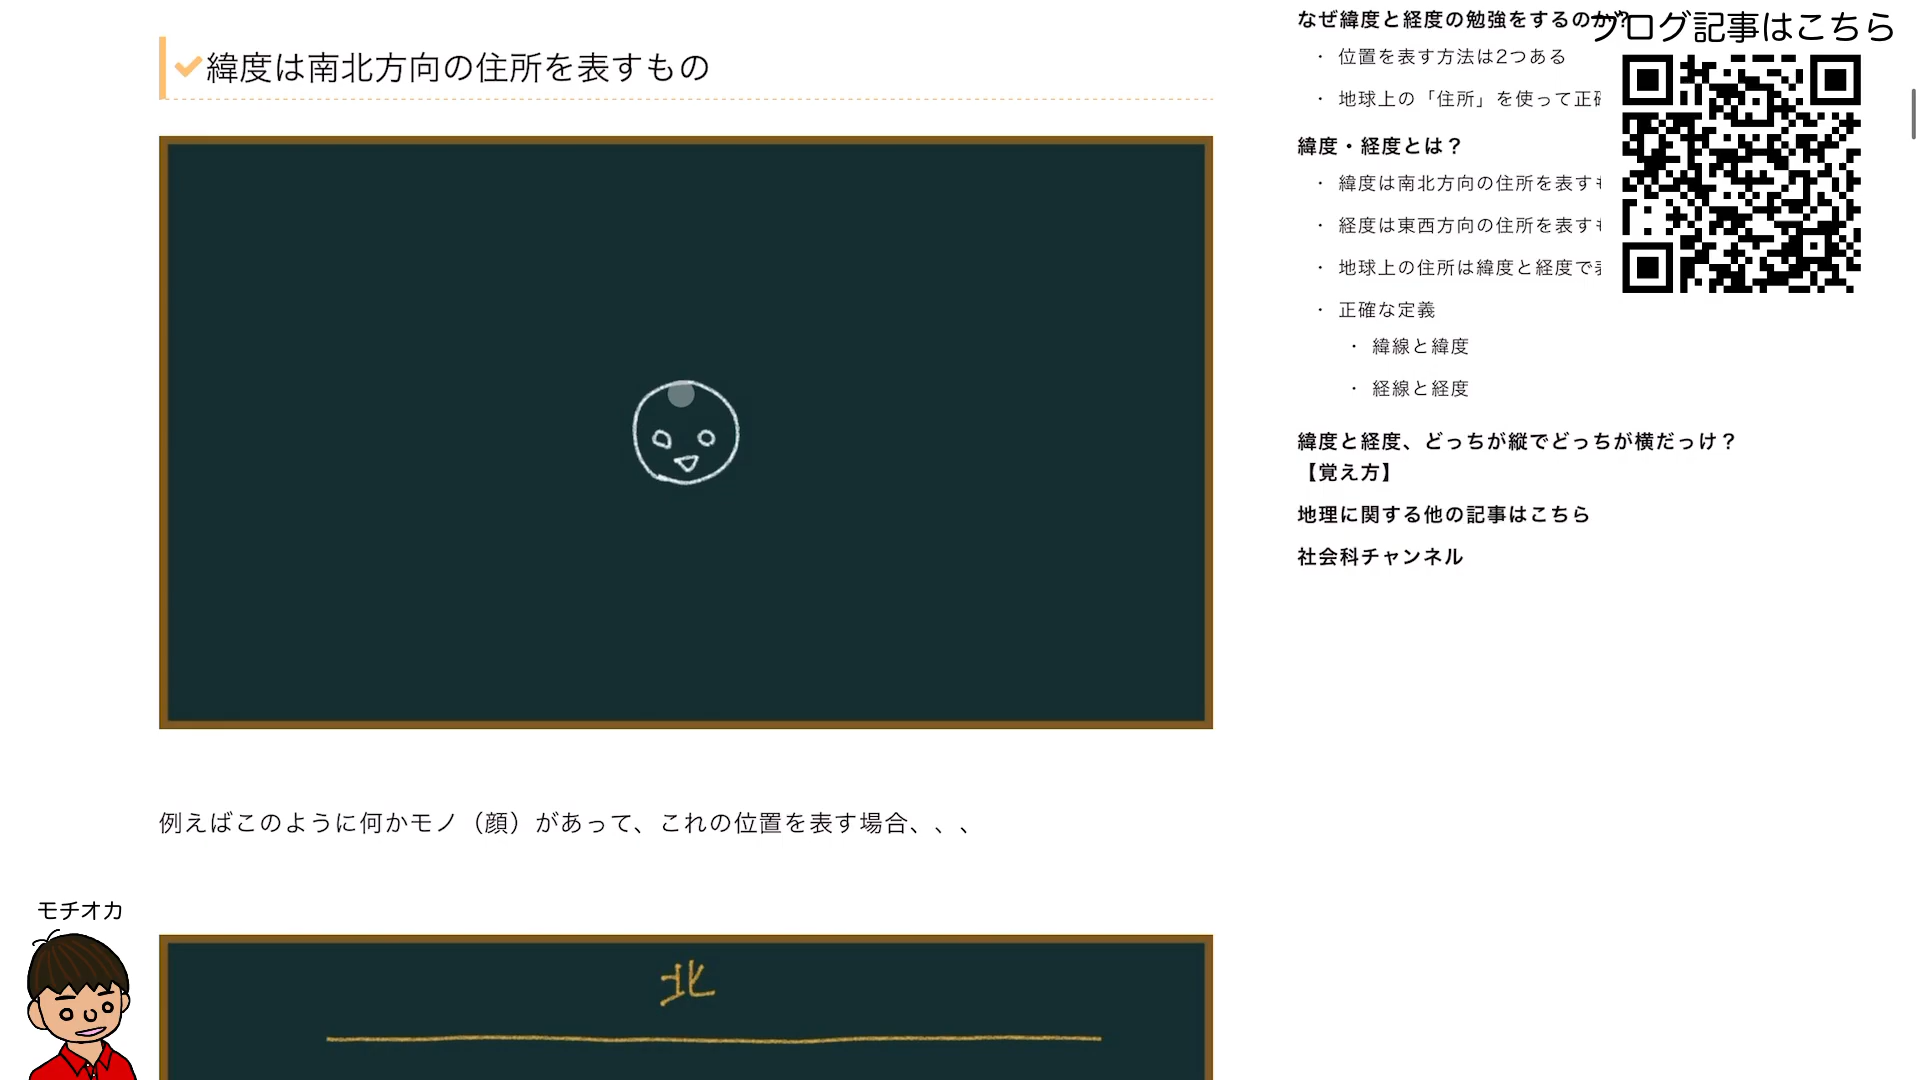 緯度は南北方向の住所を表すもの
例えばこのように何かモノ（顔）があって、これの位置を表す場合、、、
北
モチオカ
なぜ緯度と経度の勉強をするのか？
・ 位置を表す方法は2つある
・ 地球上の「住所」を使って正
緯度・経度とは？
・ 緯度は南北方向の住所を表す
・ 経度は東西方向の住所を表す
・ 地球上の住所は緯度と経度で
・ 正確な定義
・ 緯線と緯度
・ 経線と経度
緯度と経度、どっちが縦でどっちが横だっけ？
【覚え方】
地理に関する他の記事はこちら
社会科チャンネル
ブログ記事はこちら